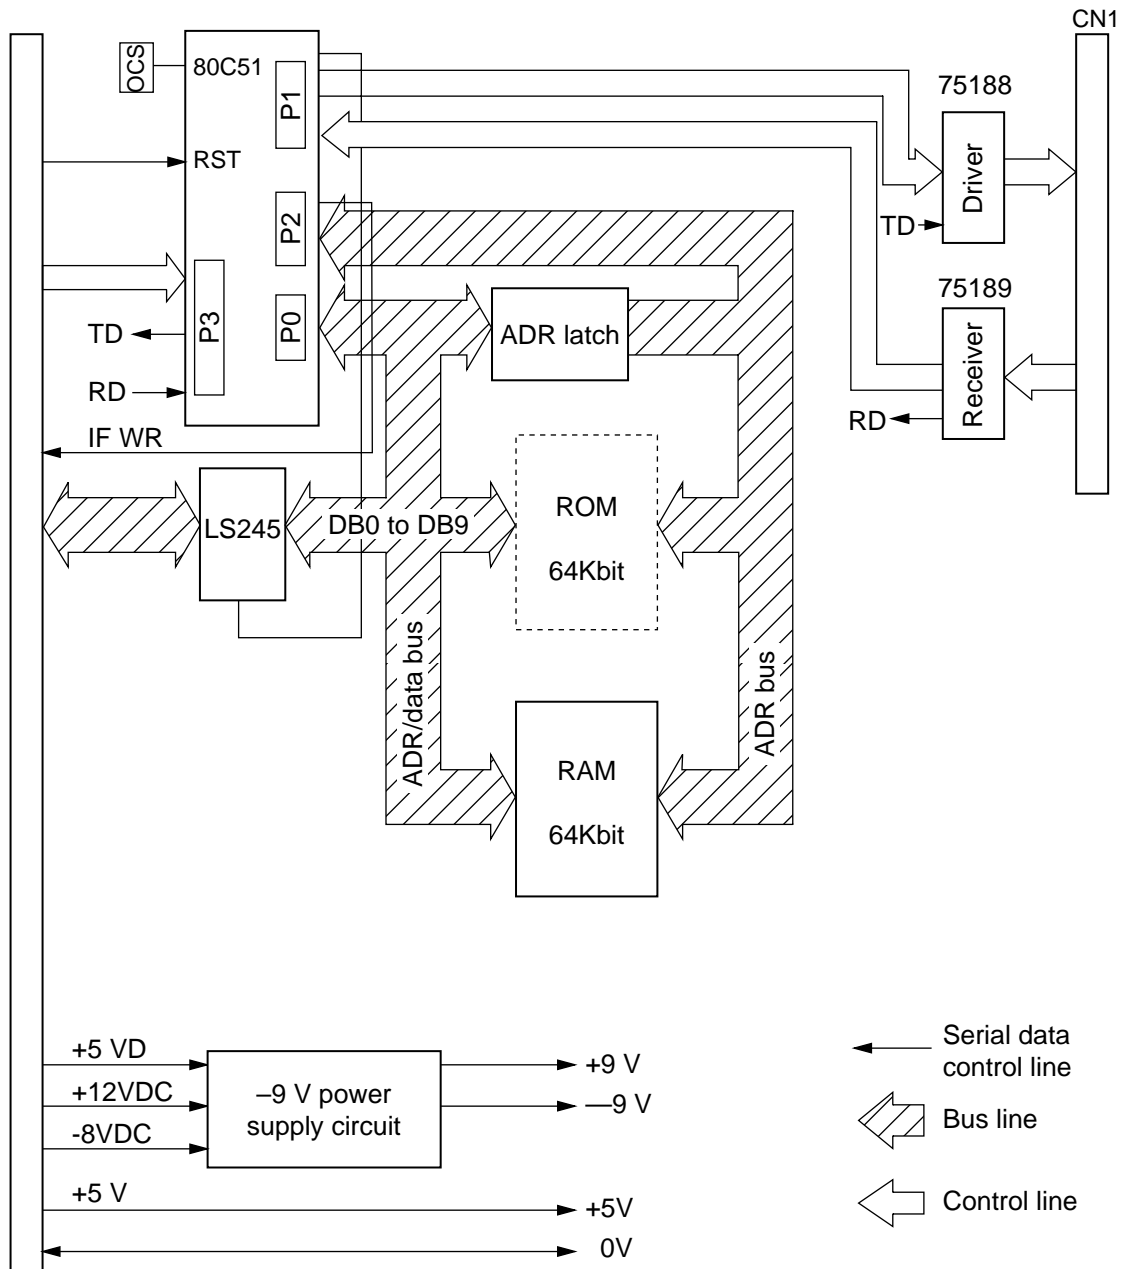 CN1
OCS
80C51
P1
75188
Driver
RST
P2
TD
P3
P0
ADR latch
75189
Receiver
TD
RD
RD
IF WR
LS245
DB0 to DB9
ROM
64Kbit
ADR/data bus
ADR bus
RAM
64Kbit
+5 VD
+12VDC
-8VDC
–9 V power
supply circuit
+9 V
—9 V
+5 V
+5V
0V
Serial data
control line
Bus line
Control line